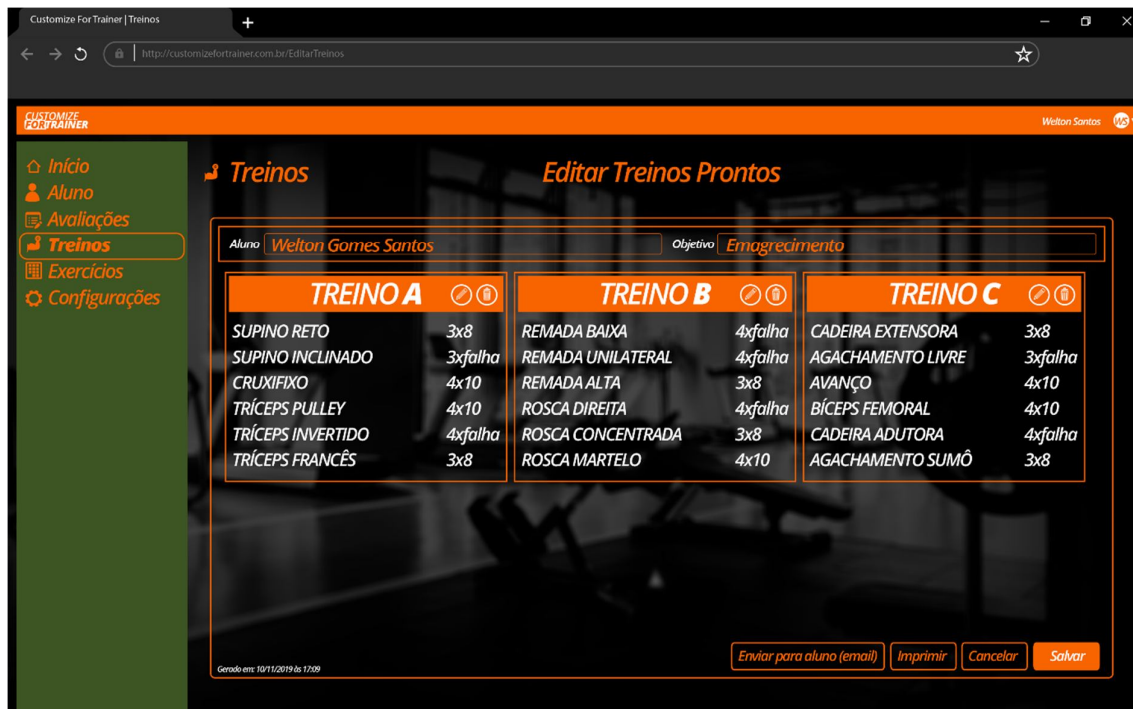 Customize For Trainer | Treinos
http://customizefortrainer.com.br/EditarTreinos
CUSTOMIZE
FORTRAINER
Welton Santos
WS
Início
Aluno
Avaliações
Treinos
Exercícios
Configurações
Treinos
Editar Treinos Prontos
Aluno Welton Gomes Santos
Objetivo Emagrecimento
TREINO A
SUPINO RETO 3x8
SUPINO INCLINADO 3xfalha
CRUXIFIXO 4x10
TRÍCEPS PULLEY 4x10
TRÍCEPS INVERTIDO 4xfalha
TRÍCEPS FRANCÊS 3x8
TREINO B
REMADA BAIXA 4xfalha
REMADA UNILATERAL 4xfalha
REMADA ALTA 3x8
ROSCA DIREITA 4xfalha
ROSCA CONCENTRADA 3x8
ROSCA MARTELO 4x10
TREINO C
CADEIRA EXTENSORA 3x8
AGACHAMENTO LIVRE 3xfalha
AVANÇO 4x10
BÍCEPS FEMORAL 4x10
CADEIRA ADUTORA 4xfalha
AGACHAMENTO SUMÔ 3x8
Gerado em: 10/11/2019 às 17:09
Enviar para aluno (email)
Imprimir
Cancelar
Salvar